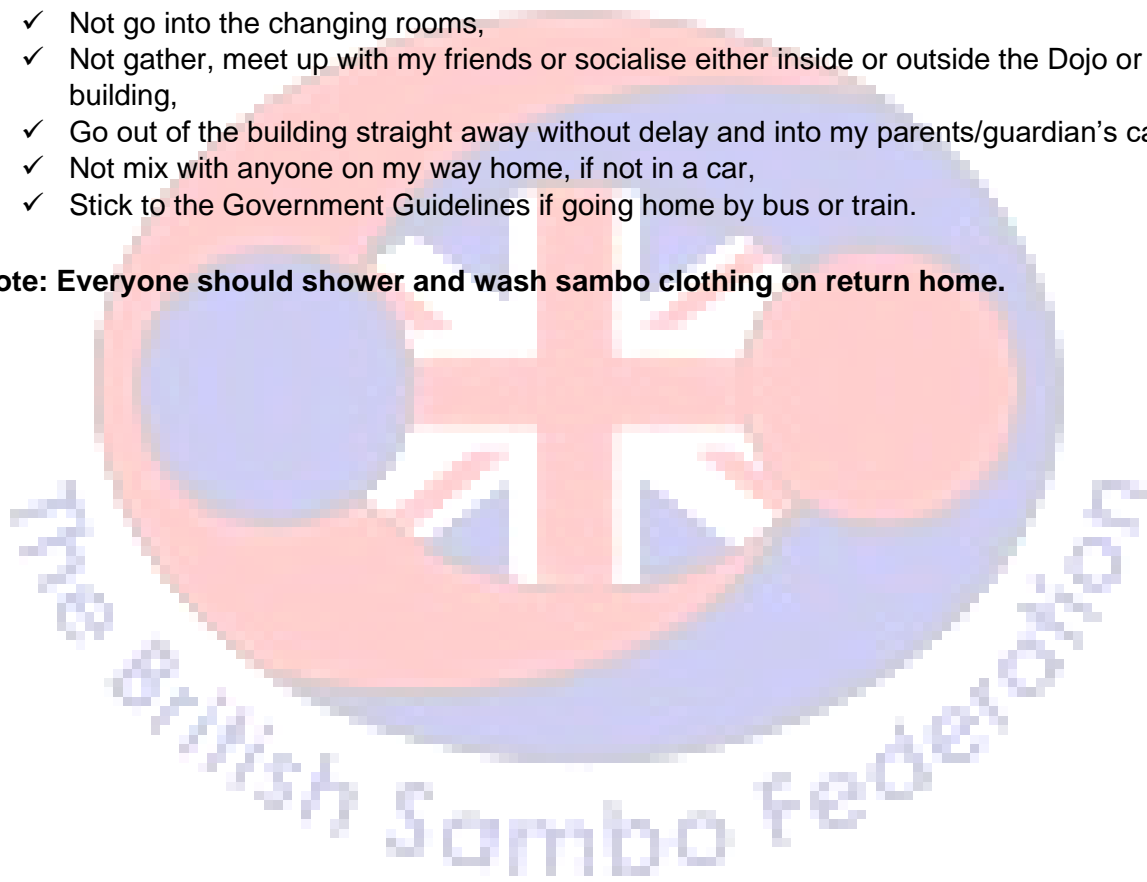 ✓ Not go into the changing rooms,
✓ Not gather, meet up with my friends or socialise either inside or outside the Dojo or
building,
✓ Go out of the building straight away without delay and into my parents/guardian's
✓ Not mix with anyone on my way home, if not in a car,
✓ Stick to the Government Guidelines if going home by bus or train.
ote: Everyone should shower and wash sambo clothing on return home.
The British Sambo Federation